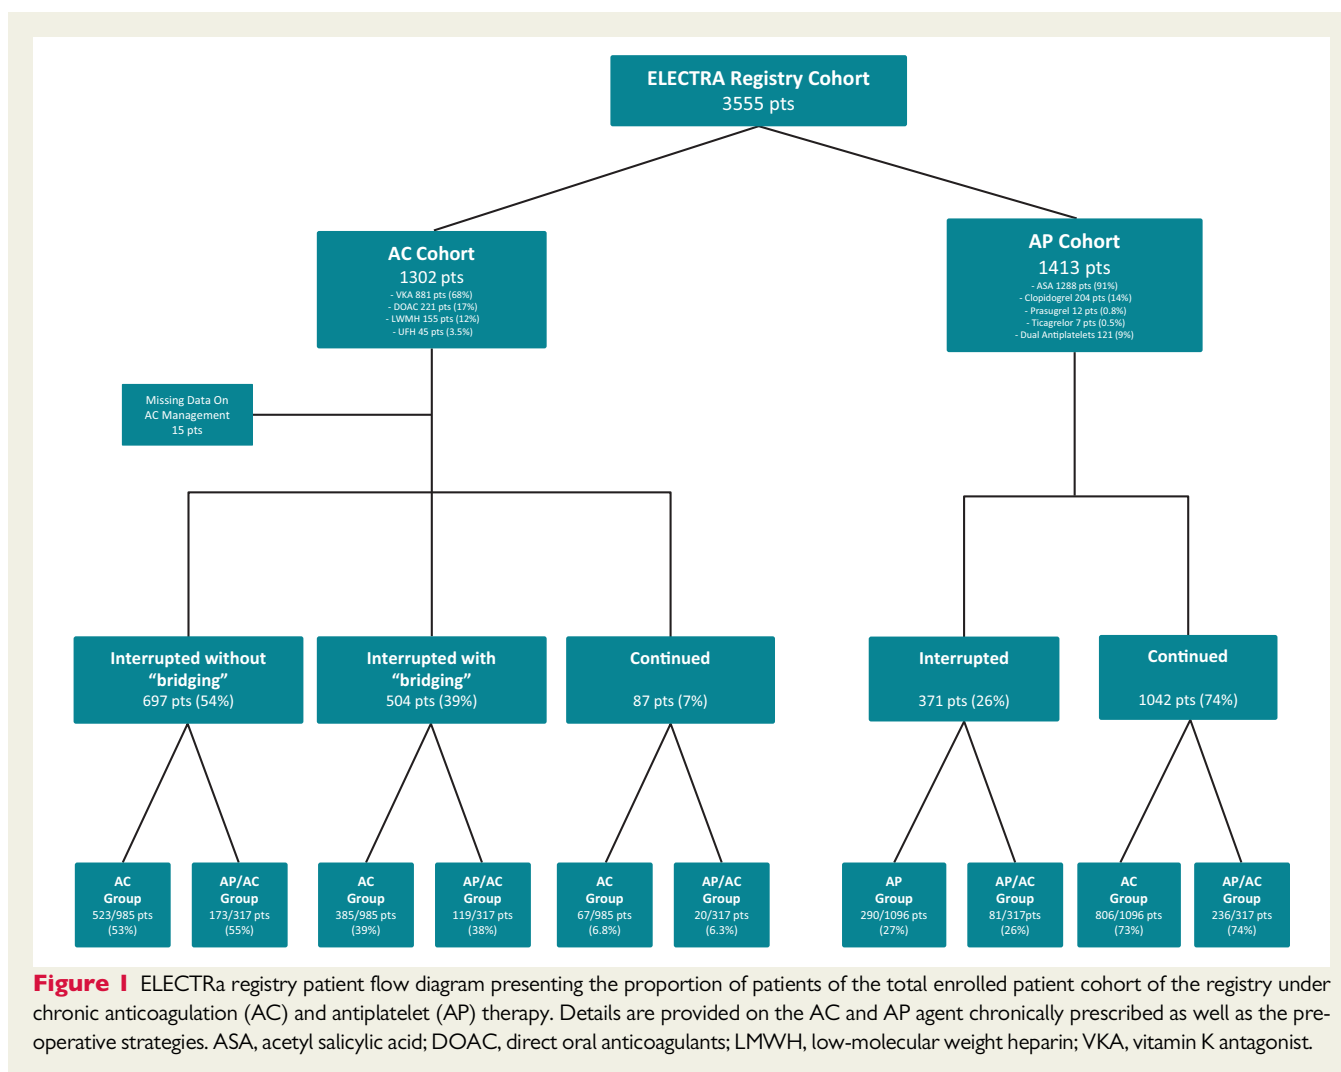 ELECTRA Registry Cohort
3555 pts
AC Cohort
1302 pts
- VKA 881 pts (68%)
- DOAC 221 pts (17%)
- LWMH 155 pts (12%)
- UFH 45 pts (3.5%)
AP Cohort
1413 pts
- ASA 1288 pts (91%)
- Clopidogrel 204 pts (14%)
- Prasugrel 12 pts (0.8%)
- Ticagrelor 7 pts (0.5%)
- Dual Antiplatelets 121 (9%)
Missing Data On
AC Management
15 pts
Interrupted without
“bridging”
697 pts (54%)
Interrupted with
“bridging”
504 pts (39%)
Continued
87 pts (7%)
Interrupted
371 pts (26%)
Continued
1042 pts (74%)
AC
Group
523/985 pts
(53%)
AP/AC
Group
173/317 pts
(55%)
AC
Group
385/985 pts
(39%)
AP/AC
Group
119/317 pts
(38%)
AC
Group
67/985 pts
(6.8%)
AP/AC
Group
20/317 pts
(6.3%)
AP
Group
290/1096 pts
(27%)
AP/AC
Group
81/317pts
(26%)
AC
Group
806/1096 pts
(73%)
AP/AC
Group
236/317 pts
(74%)
Figure 1 ELECTRa registry patient flow diagram presenting the proportion of patients of the total enrolled patient cohort of the registry under
chronic anticoagulation (AC) and antiplatelet (AP) therapy. Details are provided on the AC and AP agent chronically prescribed as well as the pre-
operative strategies. ASA, acetyl salicylic acid; DOAC, direct oral anticoagulants; LMWH, low-molecular weight heparin; VKA, vitamin K antagonist.